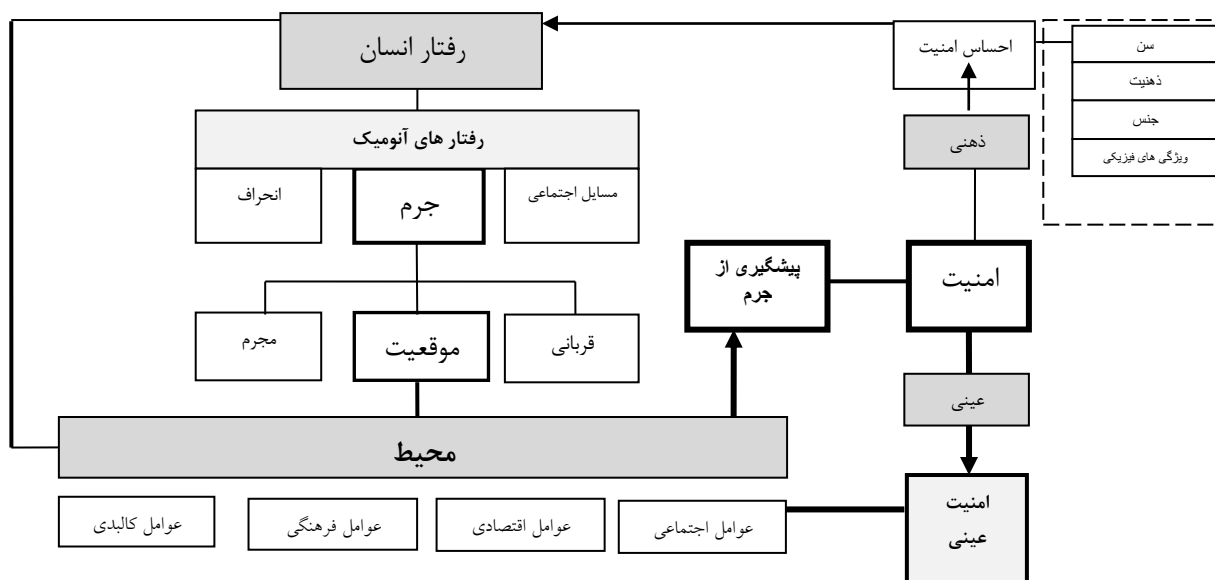 رفتار انسان
احساس امنیت
سن
ذهنیت
جنس
ویژگی های فیزیکی
ذهنی
رفتار های آنومیک
مسایل اجتماعی
جرم
انحراف
امنیت
پیشگیری از
جرم
قربانی
موقعیت
مجرم
عینی
محیط
امنیت
عینی
عوامل اجتماعی
عوامل اقتصادی
عوامل فرهنگی
عوامل کالبدی